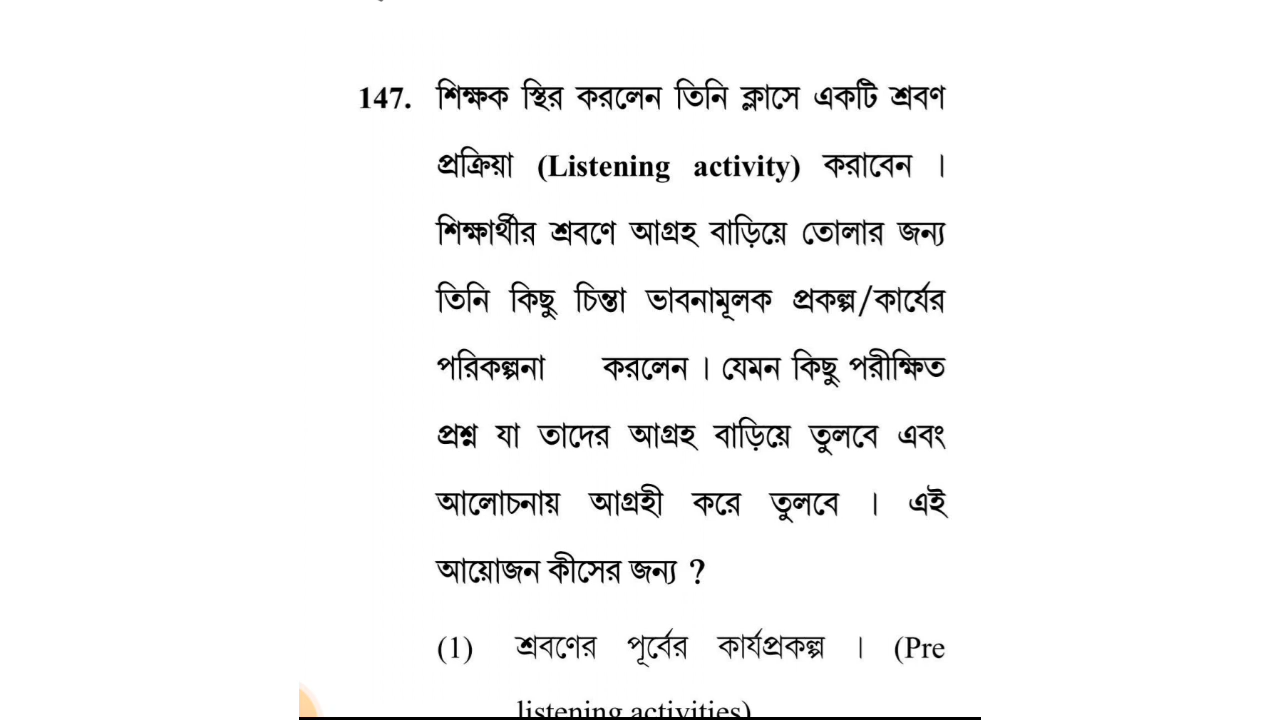 147. শিক্ষক স্থির করলেন তিনি ক্লাসে একটি শ্রবণ
প্রক্রিয়া (Listening activity) করাবেন ।
শিক্ষার্থীর শ্রবণে আগ্রহ বাড়িয়ে তোলার জন্য
তিনি কিছু চিন্তা ভাবনামূলক প্রকল্প/কার্যের
পরিকল্পনা করলেন । যেমন কিছু পরীক্ষিত
প্রশ্ন যা তাদের আগ্রহ বাড়িয়ে তুলবে এবং
আলোচনায় আগ্রহী করে তুলবে । এই
আয়োজন কীসের জন্য ?
(1) শ্রবণের পূর্বের কার্যপ্রকল্প । (Pre
listening activities)